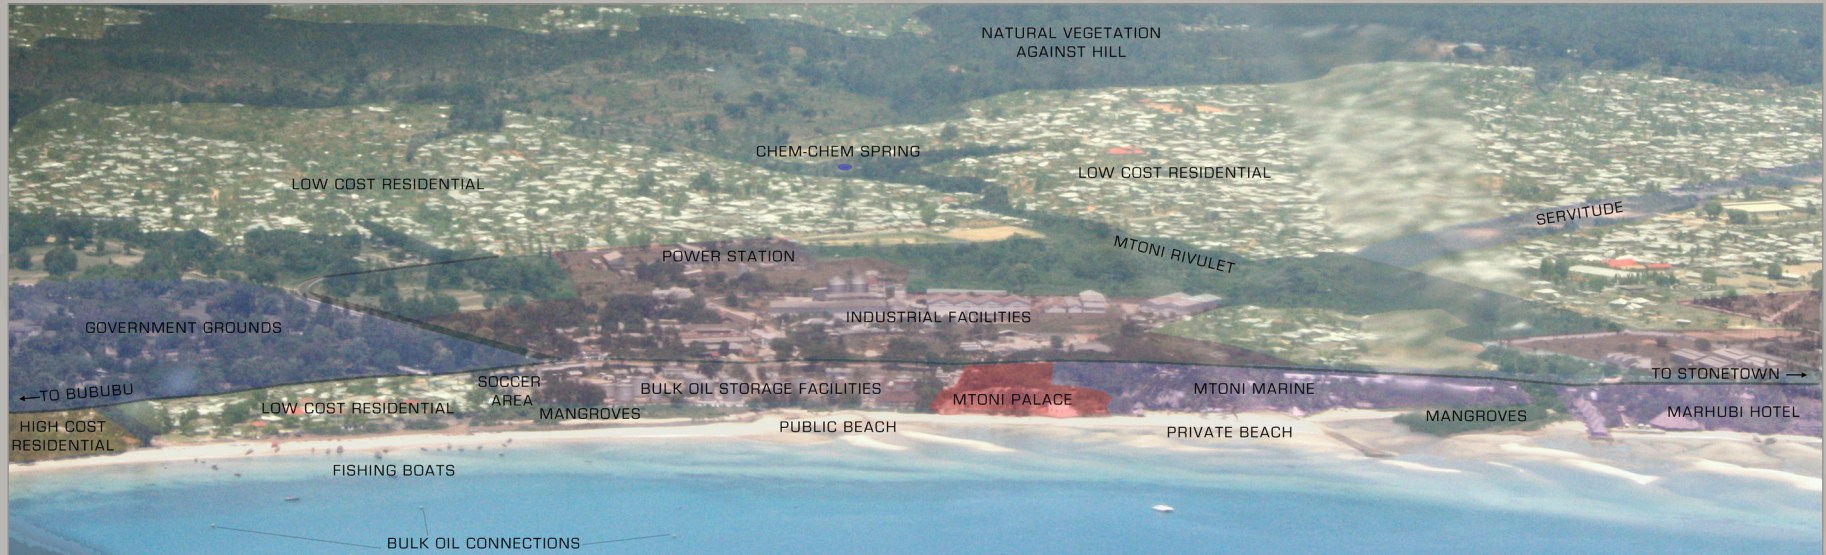 NATURAL VEGETATION
AGAINST HILL
CHEM-CHEM SPRING
LOW COST RESIDENTIAL
LOW COST RESIDENTIAL
SERVITUDE
MTONI RIVULET
POWER STATION
INDUSTRIAL FACILITIES
GOVERNMENT GROUNDS
TO BUBUBU
SOCCER
AREA
BULK OIL STORAGE FACILITIES
MTONI PALACE
MTONI MARINE
TO STONETOWN
LOW COST RESIDENTIAL
MANGROVES
MANGROVES
MARHUBI HOTEL
HIGH COST
RESIDENTIAL
PUBLIC BEACH
PRIVATE BEACH
FISHING BOATS
BULK OIL CONNECTIONS